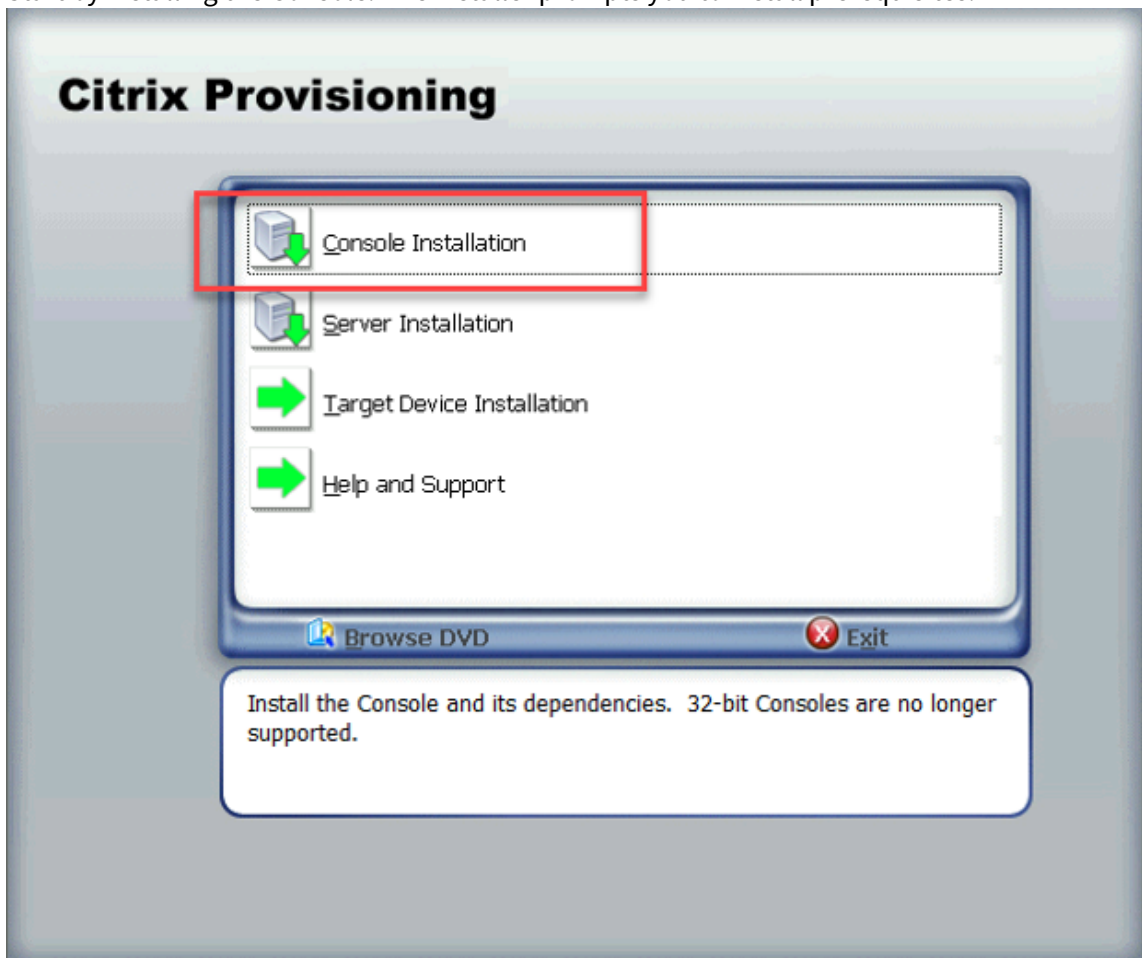 Citrix Provisioning
Console Installation
Server Installation
Target Device Installation
Help and Support
Browse DVD
Exit
Install the Console and its dependencies. 32-bit Consoles are no longer
supported.